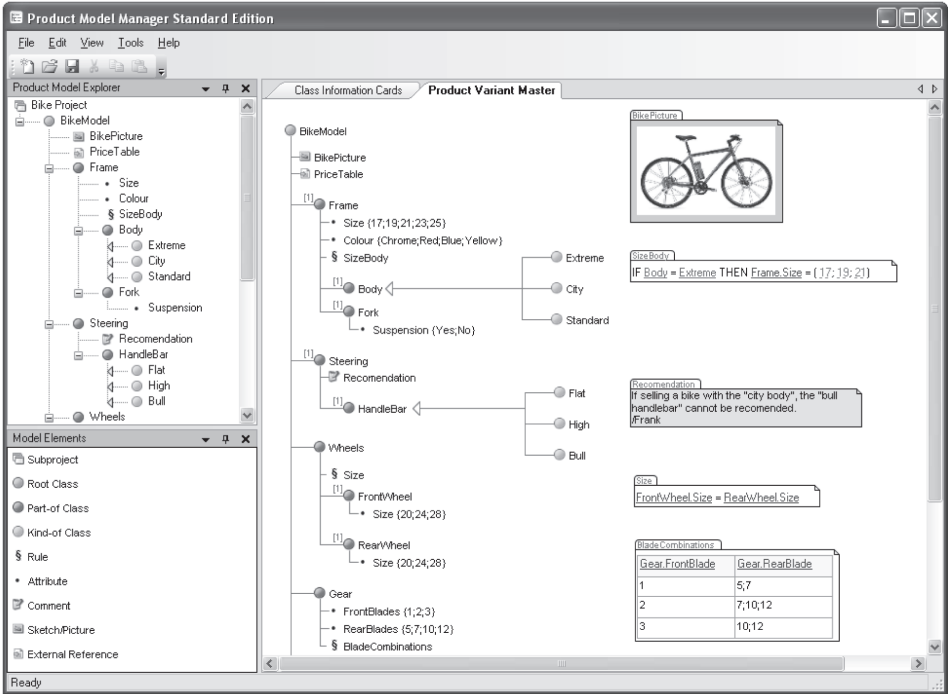 Product Model Manager Standard Edition
File Edit View Tools Help
Product Model Explorer
Bike Project
BikeModel
BikePicture
PriceTable
Frame
Size
Colour
§ SizeBody
Body
Extreme
City
Standard
Fork
Suspension
Steering
Recomendation
HandleBar
Flat
High
Bull
Wheels
Model Elements
Subproject
Root Class
Part-of Class
Kind-of Class
§ Rule
Attribute
Comment
Sketch/Picture
External Reference
Class Information Cards Product Variant Master
BikeModel
BikePicture
PriceTable
[1] Frame
• Size {17;19;21;23;25}
• Colour {Chrome;Red;Blue;Yellow}
§ SizeBody
[1] Body
Extreme
City
Standard
[1] Fork
• Suspension {Yes;No}
[1] Steering
Recomendation
[1] HandleBar
Flat
High
Bull
Wheels
§ Size
[1] FrontWheel
• Size {20;24;28}
[1] RearWheel
• Size {20;24;28}
Gear
• FrontBlades {1;2;3}
• RearBlades {5;7;10;12}
§ BladeCombinations
BikePicture
SizeBody
IF Body = Extreme THEN Frame.Size = { 17; 19; 21}
Recomendation
If selling a bike with the "city body", the "bull
handlebar" cannot be recomended.
/Frank
Size
FrontWheel.Size = RearWheel.Size
BladeCombinations
Gear.FrontBlade Gear.RearBlade
1 5;7
2 7;10;12
3 10;12
Ready